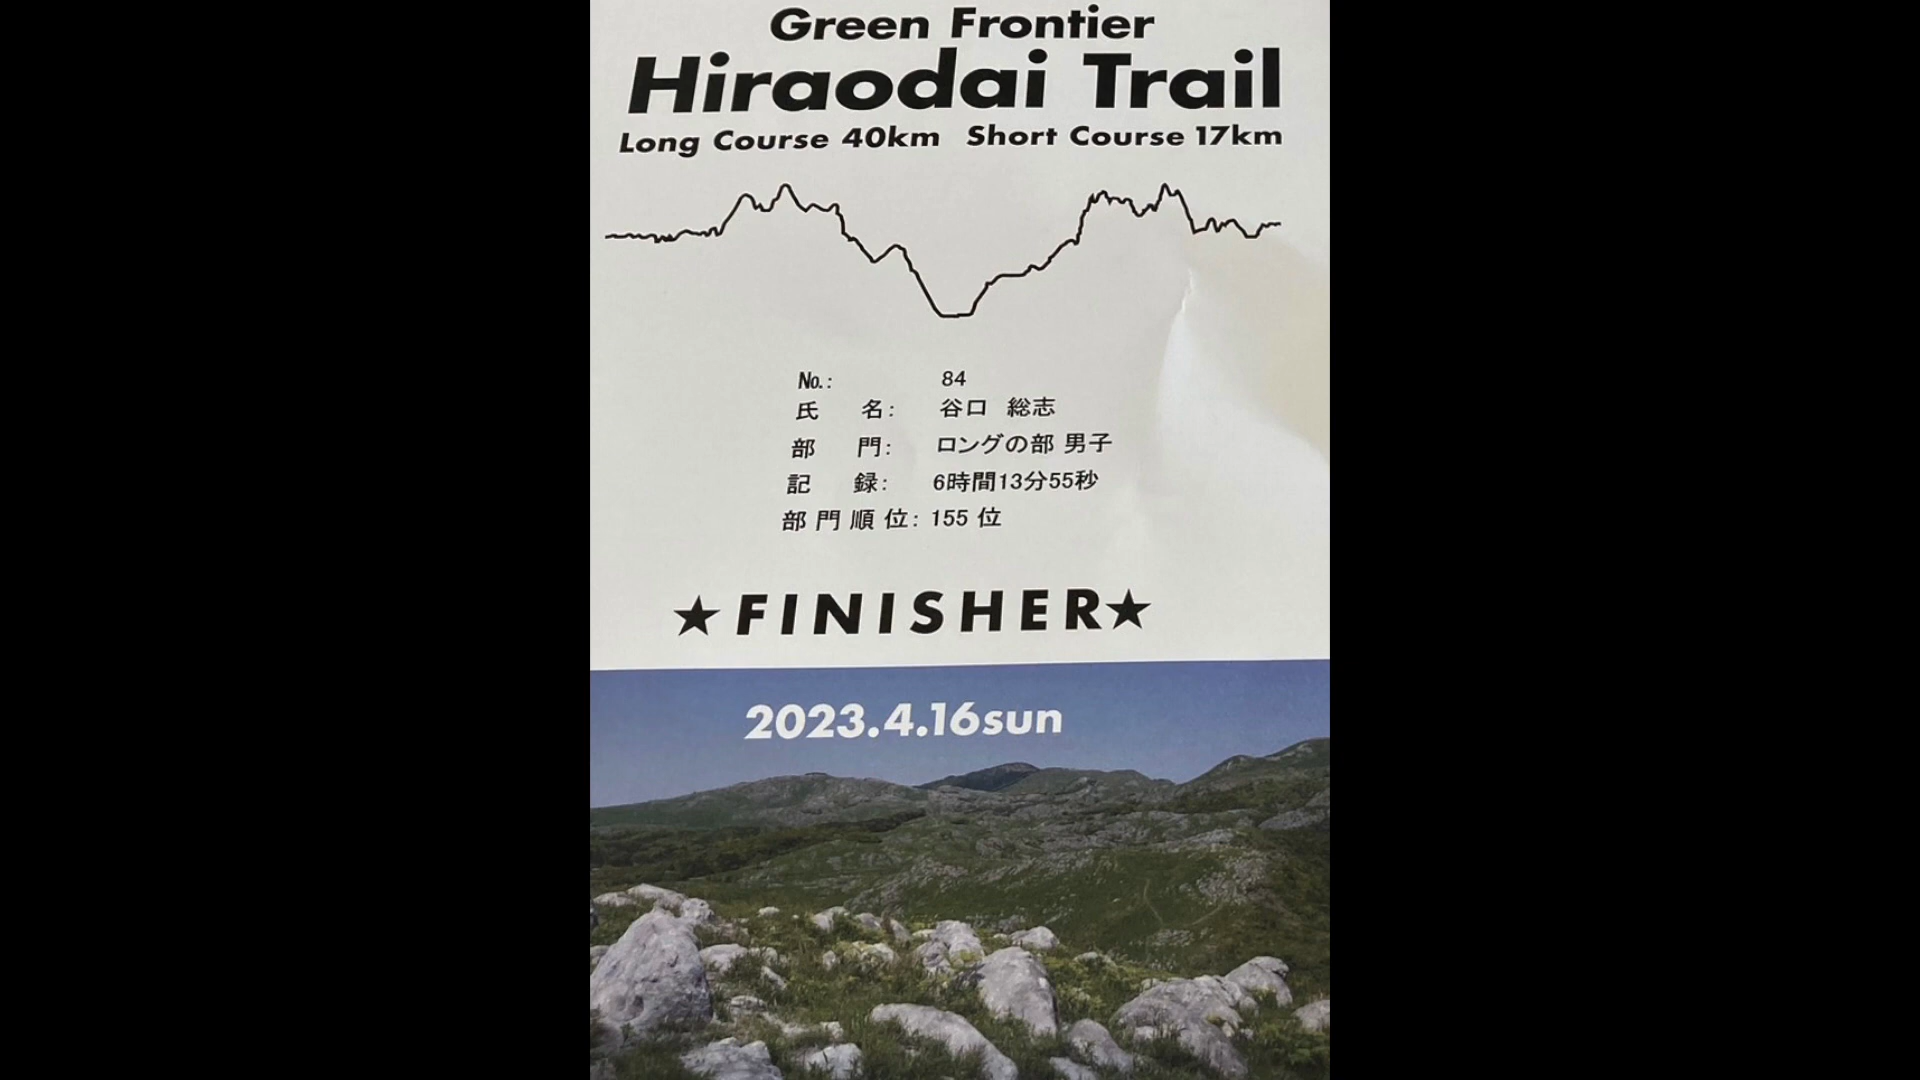 Green Frontier
Hiraodai Trail
Long Course 40km Short Course 17km
No.: 84
氏 名: 谷口 総志
部 門: ロングの部 男子
記 録: 6時間13分55秒
部門順位: 155 位
★FINISHER★
2023.4.16sun